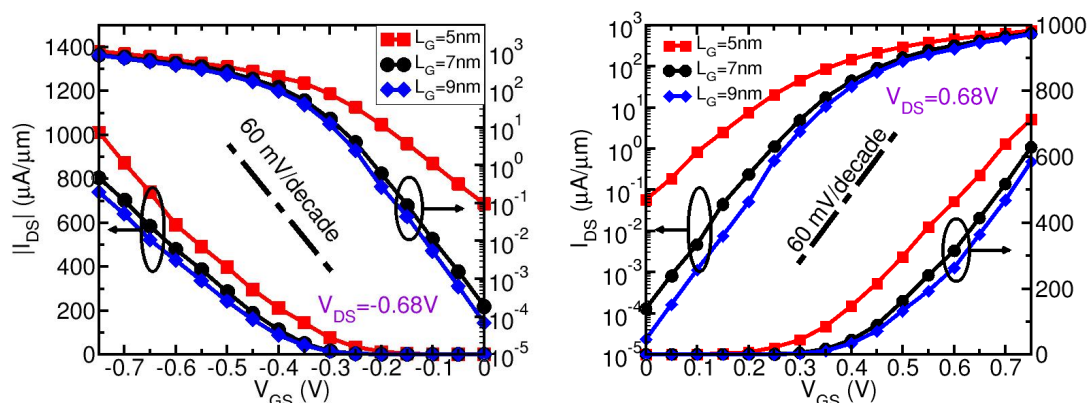 1400
1200
1000
800
600
400
200
0
|I_DS| (μA/μm)
L_G=5nm
L_G=7nm
L_G=9nm
10^3
10^2
10^1
10^0
10^-1
10^-2
10^-3
10^-4
10^-5
60 mV/decade
V_DS=-0.68V
-0.7 -0.6 -0.5 -0.4 -0.3 -0.2 -0.1 0
V_GS (V)
10^3
10^2
10^1
10^0
10^-1
10^-2
10^-3
10^-4
10^-5
I_DS (μA/μm)
L_G=5nm
L_G=7nm
L_G=9nm
V_DS=0.68V
60 mV/decade
1000
800
600
400
200
0
0 0.1 0.2 0.3 0.4 0.5 0.6 0.7
V_GS (V)